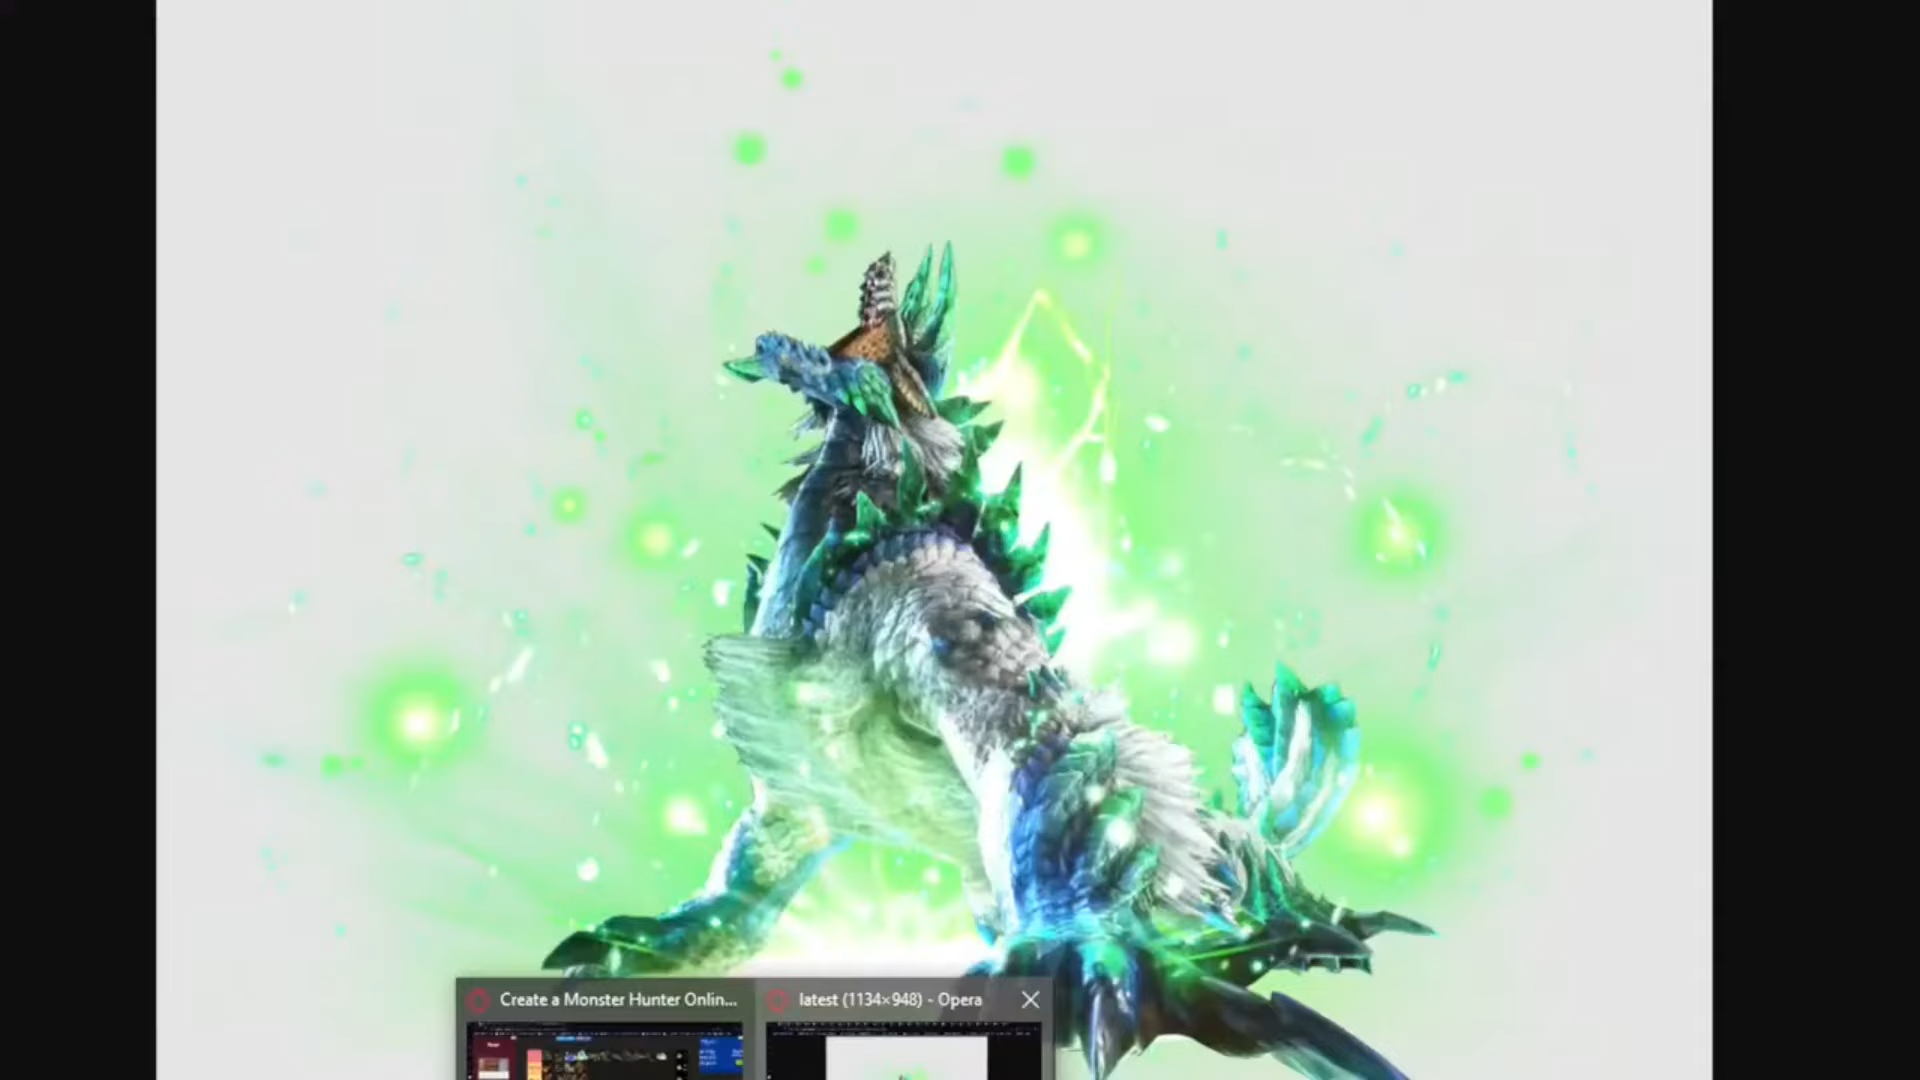 Create a Monster Hunter Onlin...
latest (1134×948) - Opera